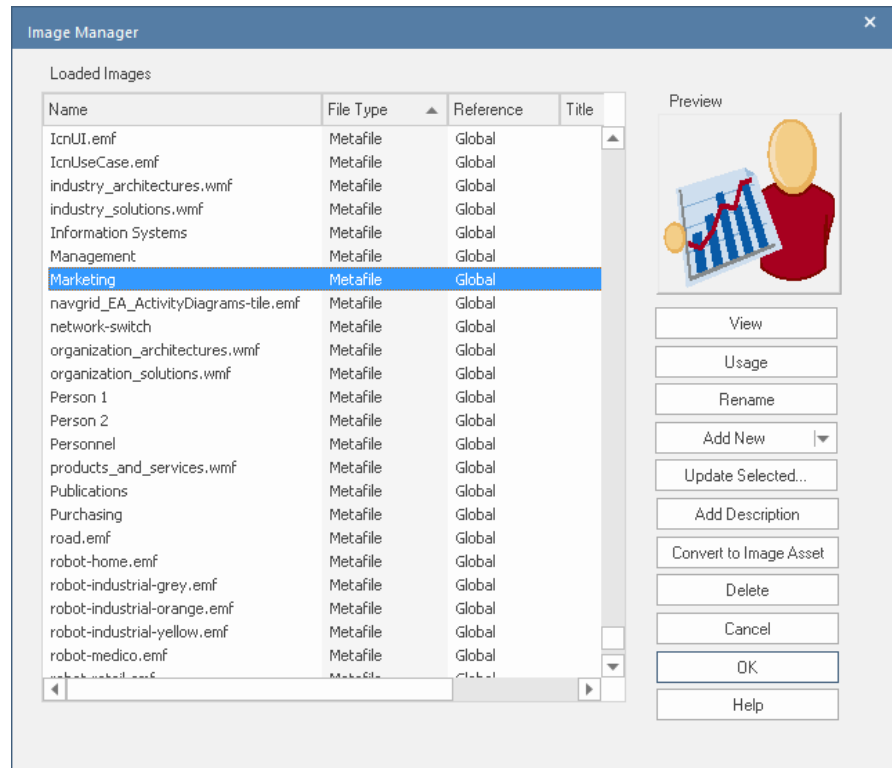 Image Manager
Loaded Images
Name File Type Reference Title
IcnUI.emf Metafile Global
IcnUseCase.emf Metafile Global
industry_architectures.wmf Metafile Global
industry_solutions.wmf Metafile Global
Information Systems Metafile Global
Management Metafile Global
Marketing Metafile Global
navgrid_EA_ActivityDiagrams-tile.emf Metafile Global
network-switch Metafile Global
organization_architectures.wmf Metafile Global
organization_solutions.wmf Metafile Global
Person 1 Metafile Global
Person 2 Metafile Global
Personnel Metafile Global
products_and_services.wmf Metafile Global
Publications Metafile Global
Purchasing Metafile Global
road.emf Metafile Global
robot-home.emf Metafile Global
robot-industrial-grey.emf Metafile Global
robot-industrial-orange.emf Metafile Global
robot-industrial-yellow.emf Metafile Global
robot-medico.emf Metafile Global
robot-retail.emf Metafile Global
Preview
View
Usage
Rename
Add New
Update Selected...
Add Description
Convert to Image Asset
Delete
Cancel
OK
Help